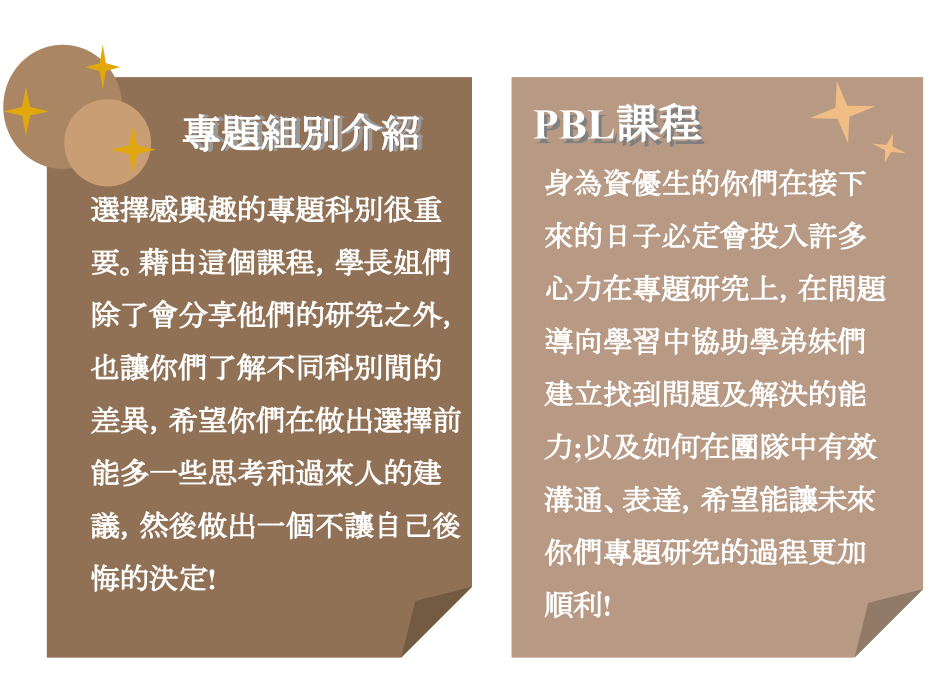 專題組別介紹
選擇感興趣的專題科別很重
要。藉由這個課程, 學長姐們
除了會分享他們的研究之外,
也讓你們了解不同科別間的
差異, 希望你們在做出選擇前
能多一些思考和過來人的建
議, 然後做出一個不讓自己後
悔的決定!
PBL課程
身為資優生的你們在接下
來的日子必定會投入許多
心力在專題研究上, 在問題
導向學習中協助學弟妹們
建立找到問題及解決的能
力;以及如何在團隊中有效
溝通、表達, 希望能讓未來
你們專題研究的過程更加
順利!